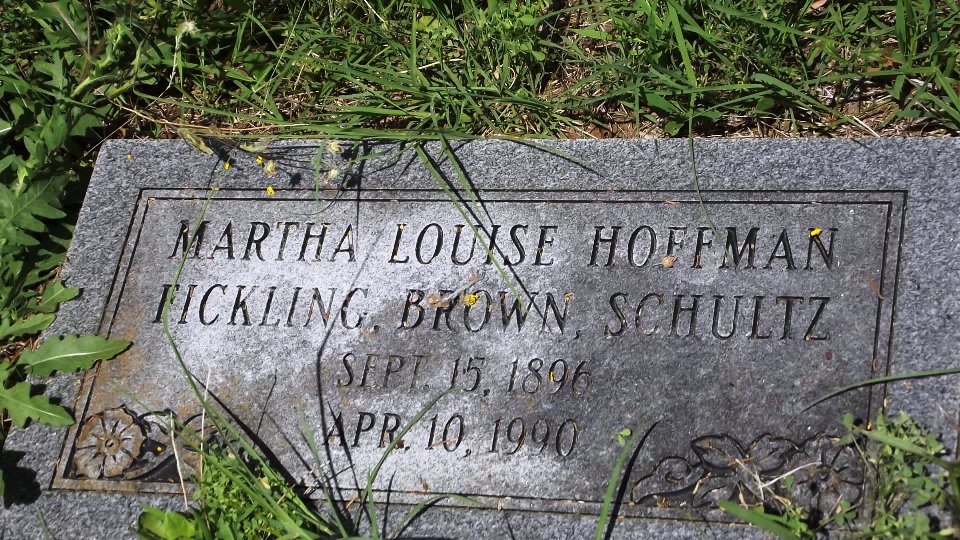 MARTHA LOUISE HOFFMAN
FICKLING, BROWN, SCHULTZ
SEPT. 15, 1896
APR. 10, 1990